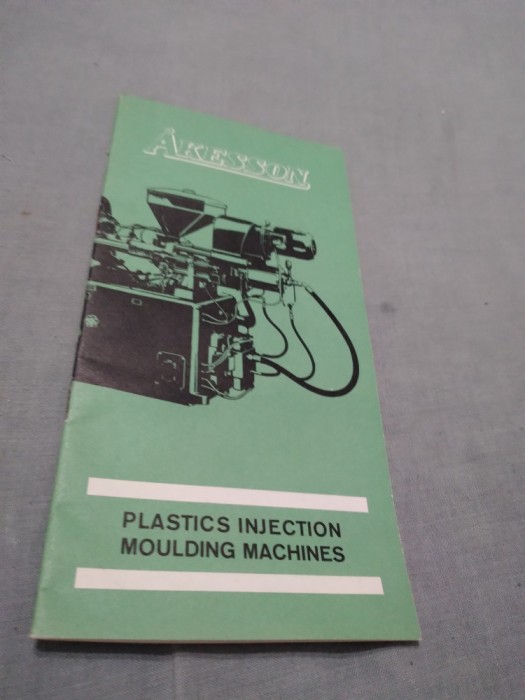 ÅKESSON
PLASTICS INJECTION
MOULDING MACHINES